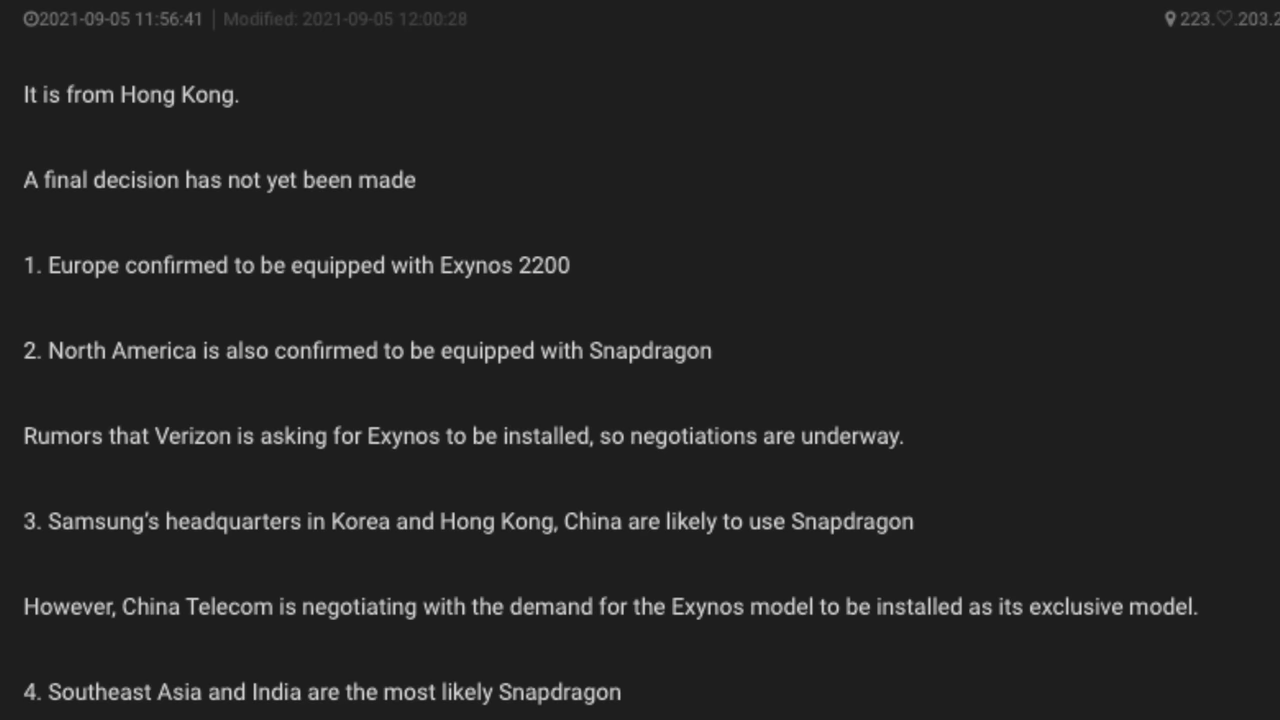 2021-09-05 11:56:41 | Modified: 2021-09-05 12:00:28
223.♡.203.2
It is from Hong Kong.
A final decision has not yet been made
1. Europe confirmed to be equipped with Exynos 2200
2. North America is also confirmed to be equipped with Snapdragon
Rumors that Verizon is asking for Exynos to be installed, so negotiations are underway.
3. Samsung's headquarters in Korea and Hong Kong, China are likely to use Snapdragon
However, China Telecom is negotiating with the demand for the Exynos model to be installed as its exclusive model.
4. Southeast Asia and India are the most likely Snapdragon